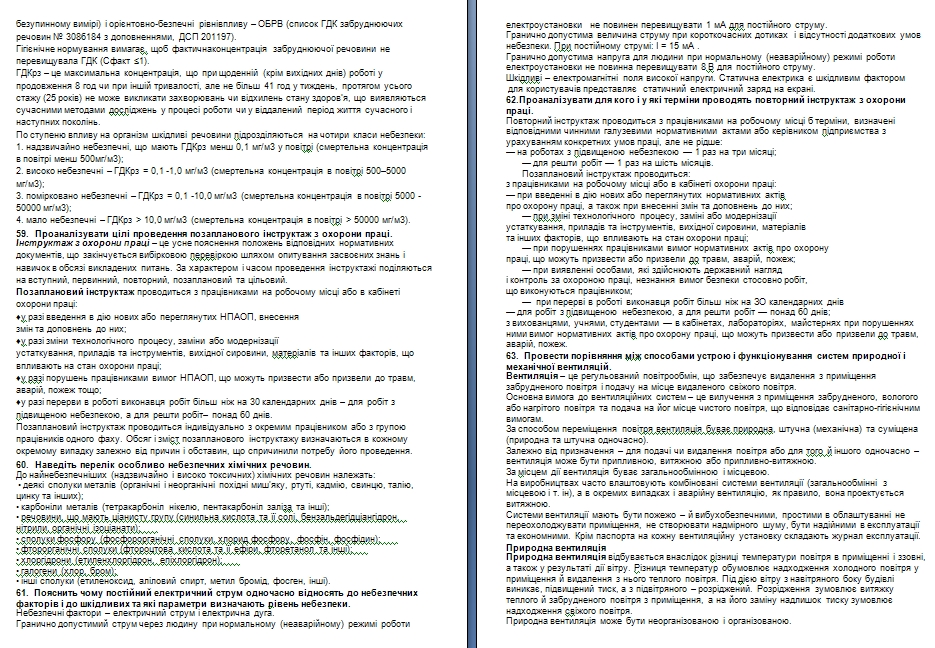 безупинному вимірі) і орієнтовно-безпечні рівнівпливу – ОБРВ (список ГДК забруднюючих
речовин № 3086184 з доповненнями, ДСП 201197).
Гігієнічне нормування вимагає, щоб фактичнаконцентрація забруднюючої речовини не
перевищувала ГДК (Сфакт ≤1).
ГДКрз – це максимальна концентрація, що при щоденній (крім вихідних днів) роботі у
продовження 8 год чи при іншій тривалості, але не більш 41 год у тиждень, протягом усього
стажу (25 років) не може викликати захворювань чи відхилень стану здоров'я, що виявляються
сучасними методами досліджень у процесі роботи чи у віддалений період життя сучасного і
наступних поколінь.
По ступеню впливу на організм шкідливі речовини підрозділяються на чотири класи небезпеки:
1. надзвичайно небезпечні, що мають ГДКрз менш 0,1 мг/м3 у повітрі (смертельна концентрація
в повітрі менш 500мг/м3);
2. високо небезпечні – ГДКрз = 0,1 -1,0 мг/м3 (смертельна концентрація в повітрі 500–5000
мг/м3);
3. помірковано небезпечні – ГДКрз = 0,1 -10,0 мг/м3 (смертельна концентрація в повітрі 5000 -
50000 мг/м3);
4. мало небезпечні – ГДКрз > 10,0 мг/м3 (смертельна концентрація в повітрі > 50000 мг/м3).
59. Проаналізувати цілі проведення позапланового інструктаж з охорони праці.
Інструктаж з охорони праці – це усне пояснення положень відповідних нормативних
документів, що закінчується вибірковою перевіркою шляхом опитування засвоєних знань і
навичок в обсязі викладених питань. За характером і часом проведення інструктажі поділяються
на вступний, первинний, повторний, позаплановий та цільовий.
Позаплановий інструктаж проводиться з працівниками на робочому місці або в кабінеті
охорони праці:
♦у разі введення в дію нових або переглянутих НПАОП, внесення
змін та доповнень до них;
♦у разі зміни технологічного процесу, заміни або модернізації
устаткування, приладів та інструментів, вихідної сировини, матеріалів та інших факторів, що
впливають на стан охорони праці;
♦у разі порушень працівниками вимог НПАОП, що можуть призвести або призвели до травм,
аварій, пожеж тощо;
♦у разі перерви в роботі виконавця робіт більш ніж на 30 календарних днів – для робіт з
підвищеною небезпекою, а для решти робіт– понад 60 днів.
Позаплановий інструктаж проводити індивідуально з окремим працівником або з групою
працівників одного фаху. Обсяг і зміст позапланового інструктажу визначаються в кожному
окремому випадку залежно від причин і обставин, що спричинили потребу його проведення.
60. Наведіть перелік особливо небезпечних хімічних речовин.
До найнебезпечніших (надзвичайно і високо токсичних) хімічних речовин належать:
• деякі сполуки металів (органічні і неорганічні похідні миш'яку, ртуті, кадмію, свинцю, талію,
цинку та інших);
• карбоніли металів (тетракарбоніл нікелю, пентакарбоніл заліза та інші);
• речовини, що мають ціанисту групу (синильна кислота та її солі, бензальдегідціангідрон,
нітрили, органічні ізоціанати);
• сполуки фосфору (фосфорорганічні сполуки, хлорид фосфору, фосфін, фосфідин);
• фторорганічні сполуки (фтороцтова, кислота та її ефіри, фторетанол та інші);
• хлоргідрони (етиленхлоргідрон, епіхлоргідрон);
• галогени (хлор, бром);
• інші сполуки (етиленоксид, аліловий спирт, метил бромід, фосген, інші).
61. Пояснить чому постійний електричний струм одночасно відносять до небезпечних
факторів і до шкідливих та які параметри визначають рівень небезпеки.
Небезпечні фактори – електричний струм і електрична дуга.
Гранично допустимий струм через людину при нормальному (неаварійному) режимі роботи
електроустановки не повинен перевищувати 1 мА для постійного струму.
Гранично допустима величина струму при короткочасних дотиках і відсутності додаткових умов
небезпеки. При постійному струмі: I = 15 мА .
Гранично допустима напруга для людини при нормальному (неаварійному) режимі роботи
електроустановки не повинна перевищувати 8,В для постійного струму.
Шкідливі – електромагнітні поля високої напруги. Статична електрика є шкідливим фактором
для користувачів представляє статичний електричний заряд на екрані.
62.Проаналізувати для кого і у які терміни проводять повторний інструктаж з охорони
праці.
Повторний інструктаж проводиться з працівниками на робочому місці б терміни, визначені
відповідними чинними галузевими нормативними актами або керівником підприємства з
урахуванням конкретних умов праці, але не рідше:
— на роботах з підвищеною небезпекою — 1 раз на три місяці;
— для решти робіт — 1 раз на шість місяців.
Позаплановий інструктаж проводиться:
з працівниками на робочому місці або в кабінеті охорони праці:
— при введенні в дію нових або переглянутих нормативних актів
про охорону праці, а також при внесенні змін та доповнень до них;
— при зміні технологічного процесу, заміні або модернізації
устаткування, приладів та інструментів, вихідної сировини, матеріалів
та інших факторів, що впливають на стан охорони праці;
— при порушеннях працівниками вимог нормативних актів про охорону
праці, що можуть призвести або призвели до травм, аварій, пожеж;
— при виявленні особами, які здійснюють державний нагляд
і контроль за охороною праці, незнання вимог безпеки стосовно робіт,
що виконуються працівником;
— при перерві в роботі виконавця робіт більш ніж на ЗО календарних днів
— для робіт з підвищеною небезпекою, а для решти робіт — понад 60 днів;
з вихованцями, учнями, студентами — в кабінетах, лабораторіях, майстернях при порушеннях
ними вимог нормативних актів про охорону праці, що можуть призвести або призвели до травм,
аварій, пожеж.
63. Провести порівняння між способами устрою і функціонування систем природної і
механічної вентиляцій.
Вентиляція – це регульований повітрообмін, що забезпечує видалення з приміщення
забрудненого повітря і подачу на місце видаленого свіжого повітря.
Основна вимога до вентиляційних систем – це вилучення з приміщення забрудненого, вологого
або нагрітого повітря та подача на його місце чистого повітря, що відповідає санітарно-гігієнічним
вимогам.
За способом переміщення повітря вентиляція буває природна, штучна (механічна) та суміщена
(природна та штучна одночасно).
Залежно від призначення – для подачі чи видалення повітря або для того й іншого одночасно –
вентиляція може бути припливною, витяжною або припливно-витяжною.
За місцем дії вентиляція буває загальнообмінною і місцевою.
На виробництвах часто влаштовують комбіновані системи вентиляції (загальнообмінні з
місцевою і т. ін), а в окремих випадках і аварійну вентиляцію, як правило, вона проектується
витяжною.
Системи вентиляції мають бути пожежо – й вибухобезпечними, простими в облаштуванні не
переохолоджувати приміщення, не створювати надмірного шуму, бути надійними в експлуатації
та економними. Крім паспорта на кожну вентиляційну установку складають журнал експлуатації.
Природна вентиляція
Природна вентиляція відбувається внаслідок різниці температури повітря в приміщенні і ззовні,
а також у результаті дії вітру. Різниця температур обумовлює надходження холодного повітря у
приміщення й видалення з нього теплого повітря. Під дією вітру з навітряного боку будівлі
виникає, підвищений тиск, а з підвітряного – розріджений. Розрідження зумовлює витяжку
теплого й забрудненого повітря з приміщення, а на його заміну надлишок тиску зумовлює
надходження свіжого повітря.
Природна вентиляція може бути неорганізованою і організованою.